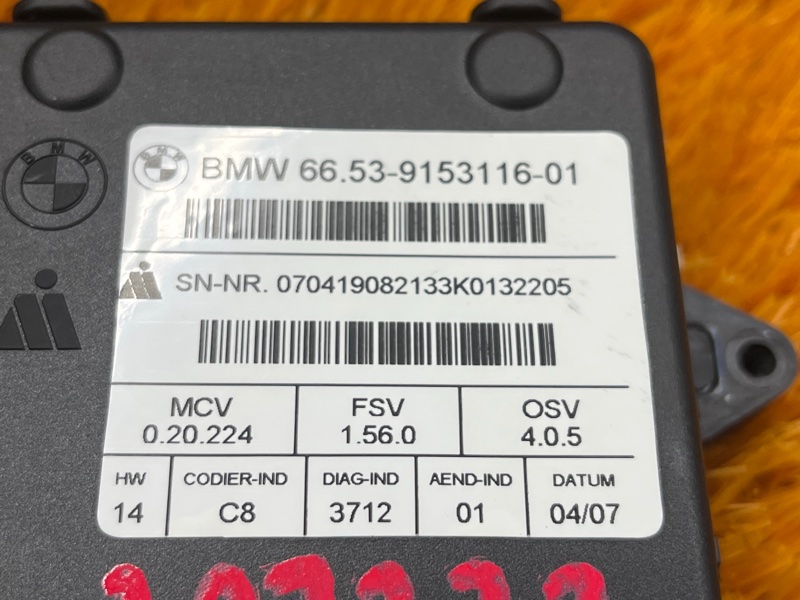 BMW
BMW 66.53-9153116-01
SN-NR. 070419082133K0132205
MCV FSV OSV
0.20.224 1.56.0 4.0.5
HW CODIER-IND DIAG-IND AEND-IND DATUM
14 C8 3712 01 04/07